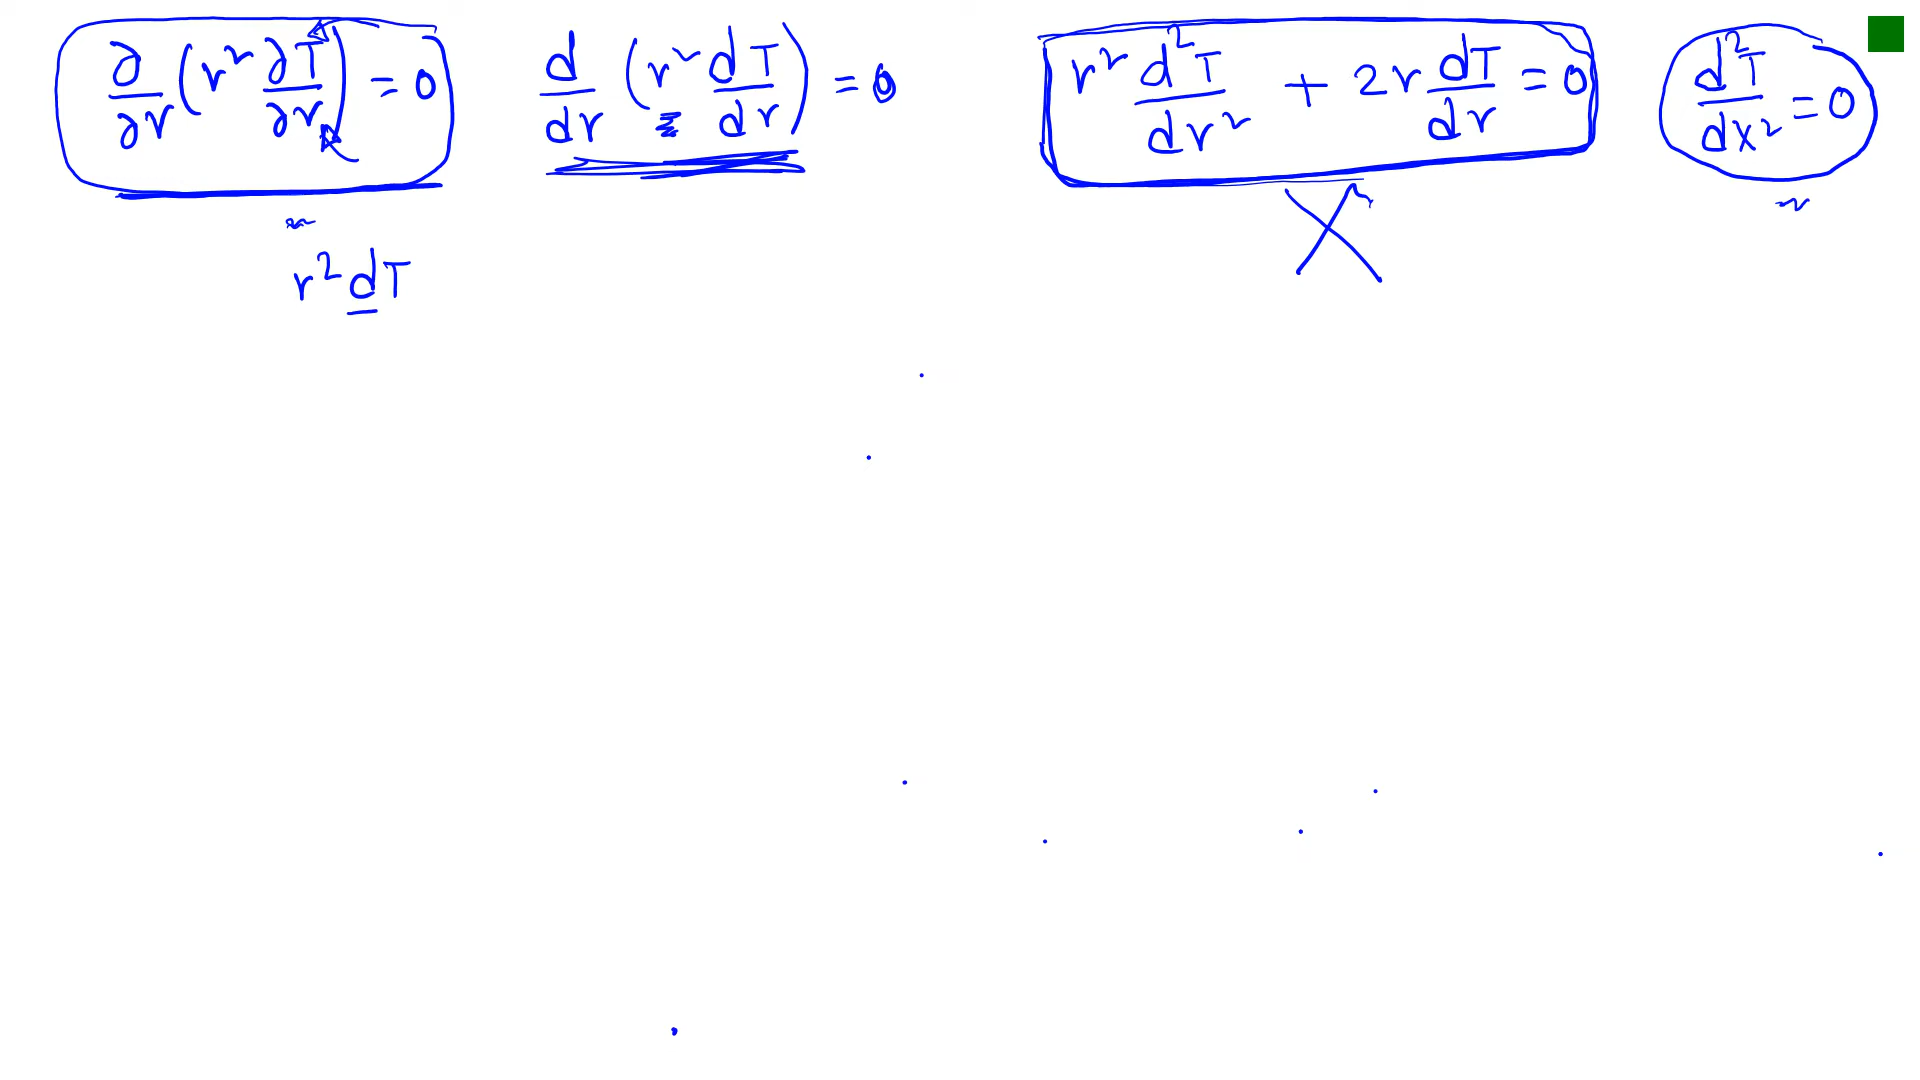 ∂/∂r (r² ∂T/∂r) = 0    d/dr (r² dT/dr) = 0    r² d²T/dr² + 2r dT/dr = 0    d²T/dx² = 0
r² dT